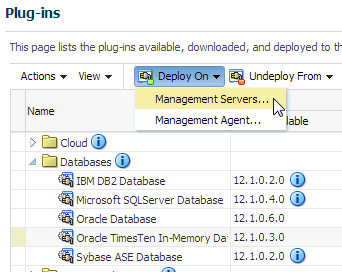 Plug-ins
This page lists the plug-ins available, downloaded, and deployed to th
Actions View Deploy On Undeploy From
Management Servers...
Management Agent...
Name
Cloud
Databases
IBM DB2 Database 12.1.0.2.0
Microsoft SQLServer Database 12.1.0.4.0
Oracle Database 12.1.0.6.0
Oracle TimesTen In-Memory Dat 12.1.0.3.0
Sybase ASE Database 12.1.0.2.0